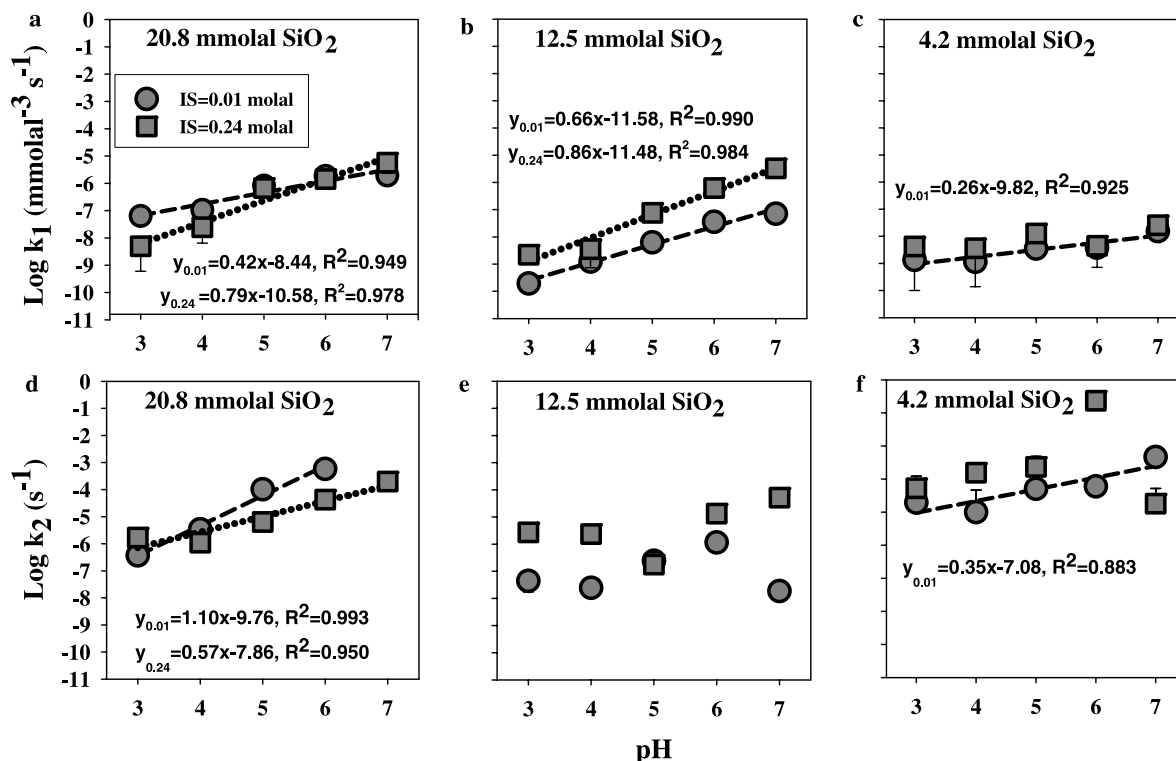 a
20.8 mmolal SiO2
b
12.5 mmolal SiO2
c
4.2 mmolal SiO2
IS=0.01 molal
IS=0.24 molal
y0.01=0.42x-8.44, R2=0.949
y0.24=0.79x-10.58, R2=0.978
y0.01=0.66x-11.58, R2=0.990
y0.24=0.86x-11.48, R2=0.984
y0.01=0.26x-9.82, R2=0.925
Log k1 (mmolal-3 s-1)
0
-1
-2
-3
-4
-5
-6
-7
-8
-9
-10
-11
3 4 5 6 7
3 4 5 6 7
3 4 5 6 7
d
20.8 mmolal SiO2
e
12.5 mmolal SiO2
f
4.2 mmolal SiO2
y0.01=1.10x-9.76, R2=0.993
y0.24=0.57x-7.86, R2=0.950
y0.01=0.35x-7.08, R2=0.883
Log k2 (s-1)
0
-1
-2
-3
-4
-5
-6
-7
-8
-9
-10
-11
3 4 5 6 7
3 4 5 6 7
3 4 5 6 7
pH